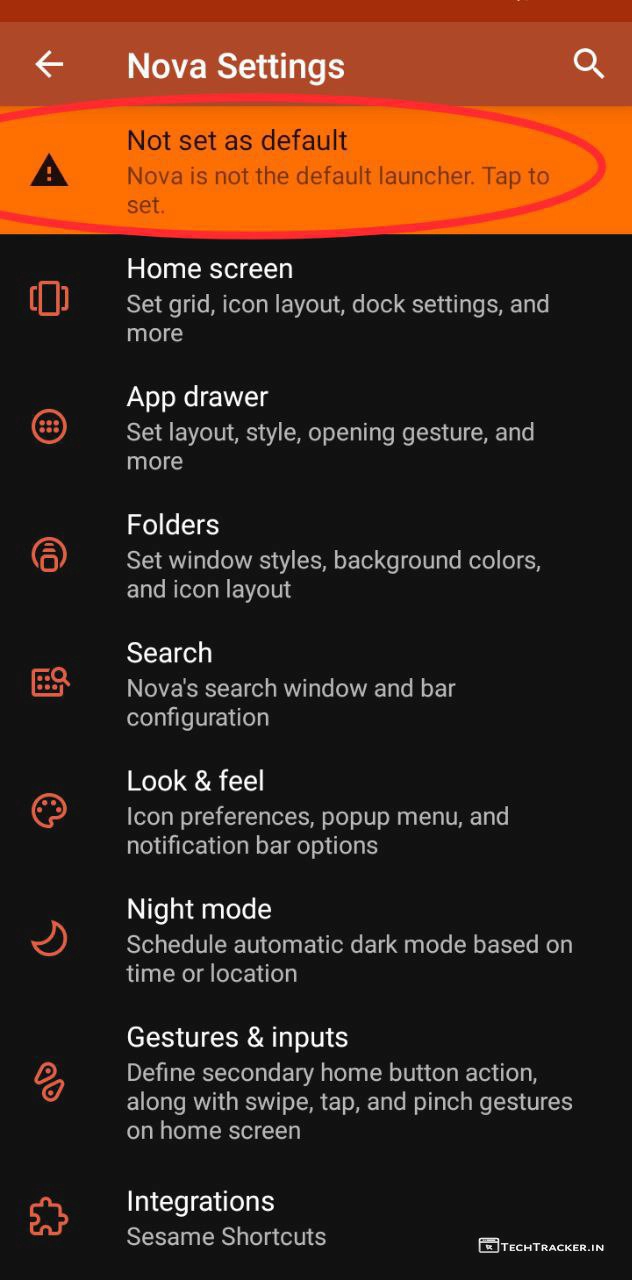 Nova Settings
Not set as default
Nova is not the default launcher. Tap to
set.
Home screen
Set grid, icon layout, dock settings, and
more
App drawer
Set layout, style, opening gesture, and
more
Folders
Set window styles, background colors,
and icon layout
Search
Nova's search window and bar
configuration
Look & feel
Icon preferences, popup menu, and
notification bar options
Night mode
Schedule automatic dark mode based on
time or location
Gestures & inputs
Define secondary home button action,
along with swipe, tap, and pinch gestures
on home screen
Integrations
Sesame Shortcuts
TECHTRACKER.IN